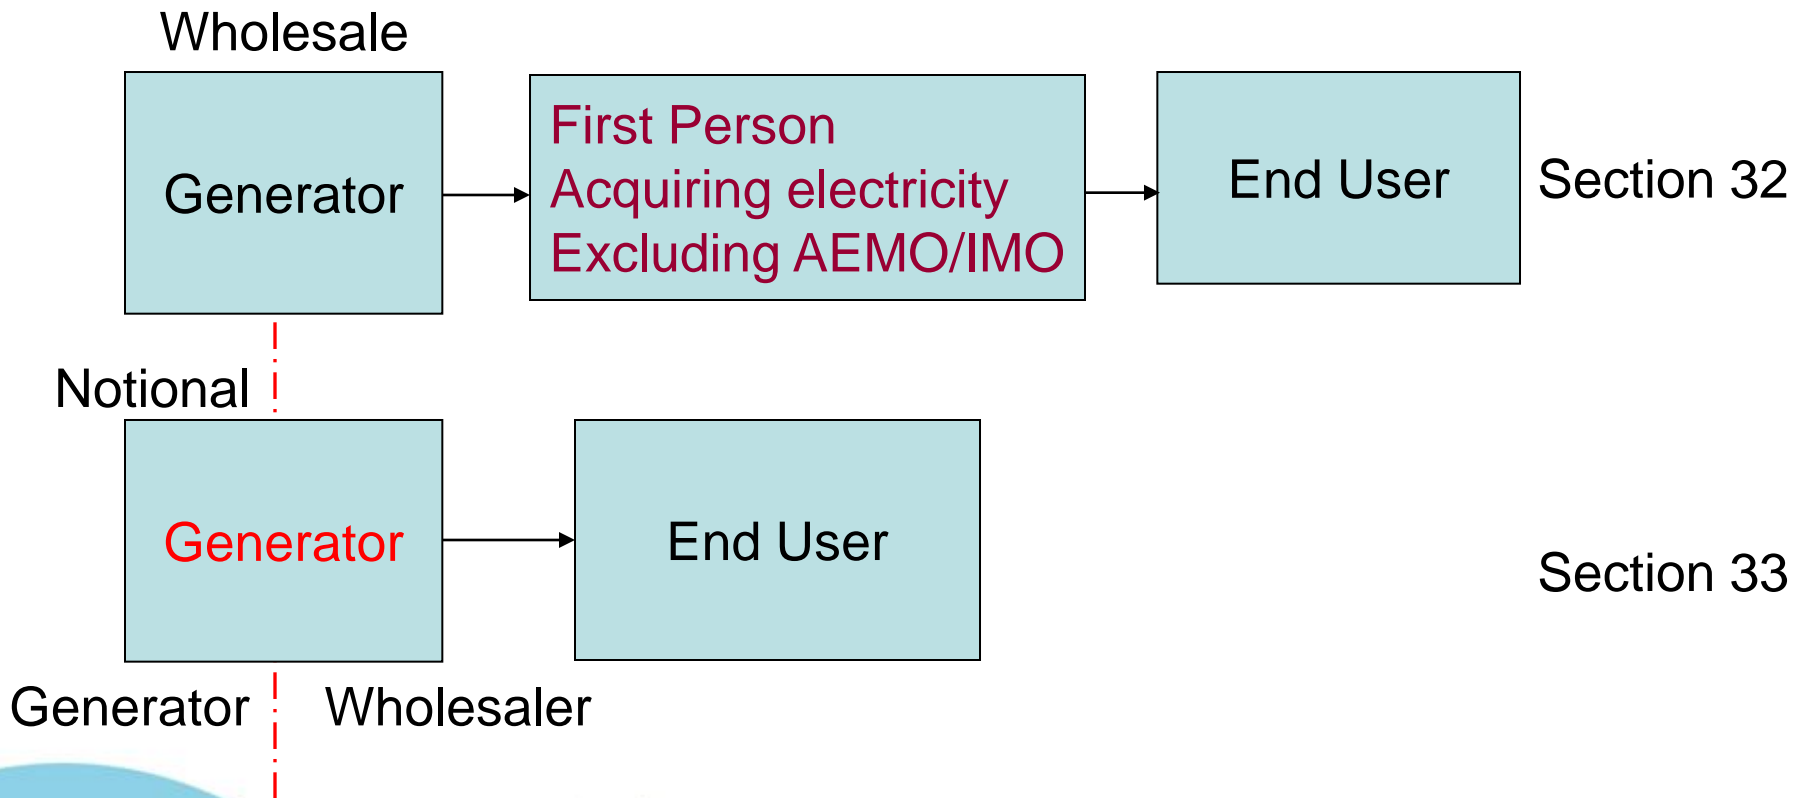 Wholesale
Generator
First Person
Acquiring electricity
Excluding AEMO/IMO
End User
Section 32
Notional
Generator
End User
Section 33
Generator
Wholesaler